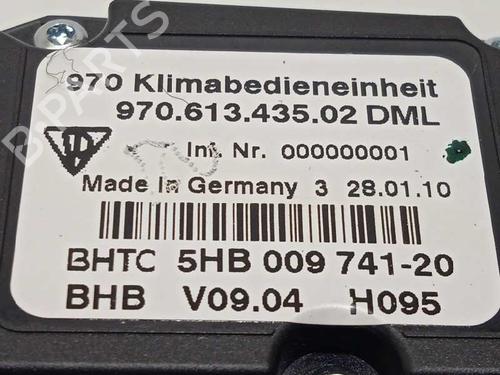 970 Klimabedieneinheit
970.613.435.02 DML
Int. Nr. 000000001
Made In Germany 3 28.01.10
BHTC 5HB 009 741-20
BHB V09.04 H095
B-PARTS